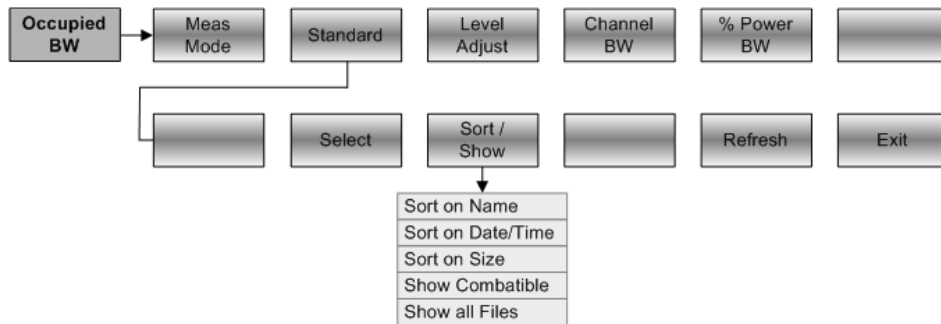 Occupied
BW
Meas
Mode
Standard
Level
Adjust
Channel
BW
% Power
BW
Select
Sort /
Show
Refresh
Exit
Sort on Name
Sort on Date/Time
Sort on Size
Show Combatible
Show all Files